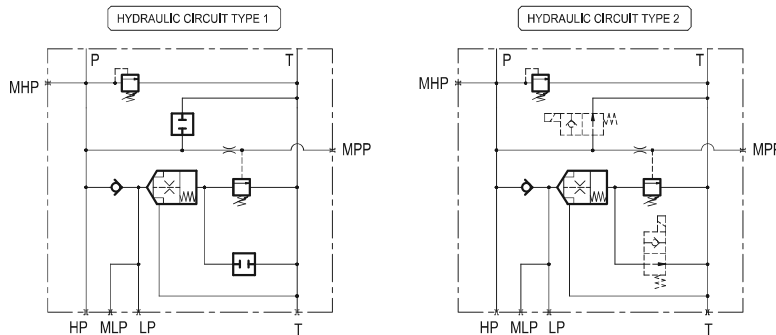 HYDRAULIC CIRCUIT TYPE 1
HYDRAULIC CIRCUIT TYPE 2
P T
P T
MHP
MHP
MPP
MPP
HP MLP LP T
HP MLP LP T